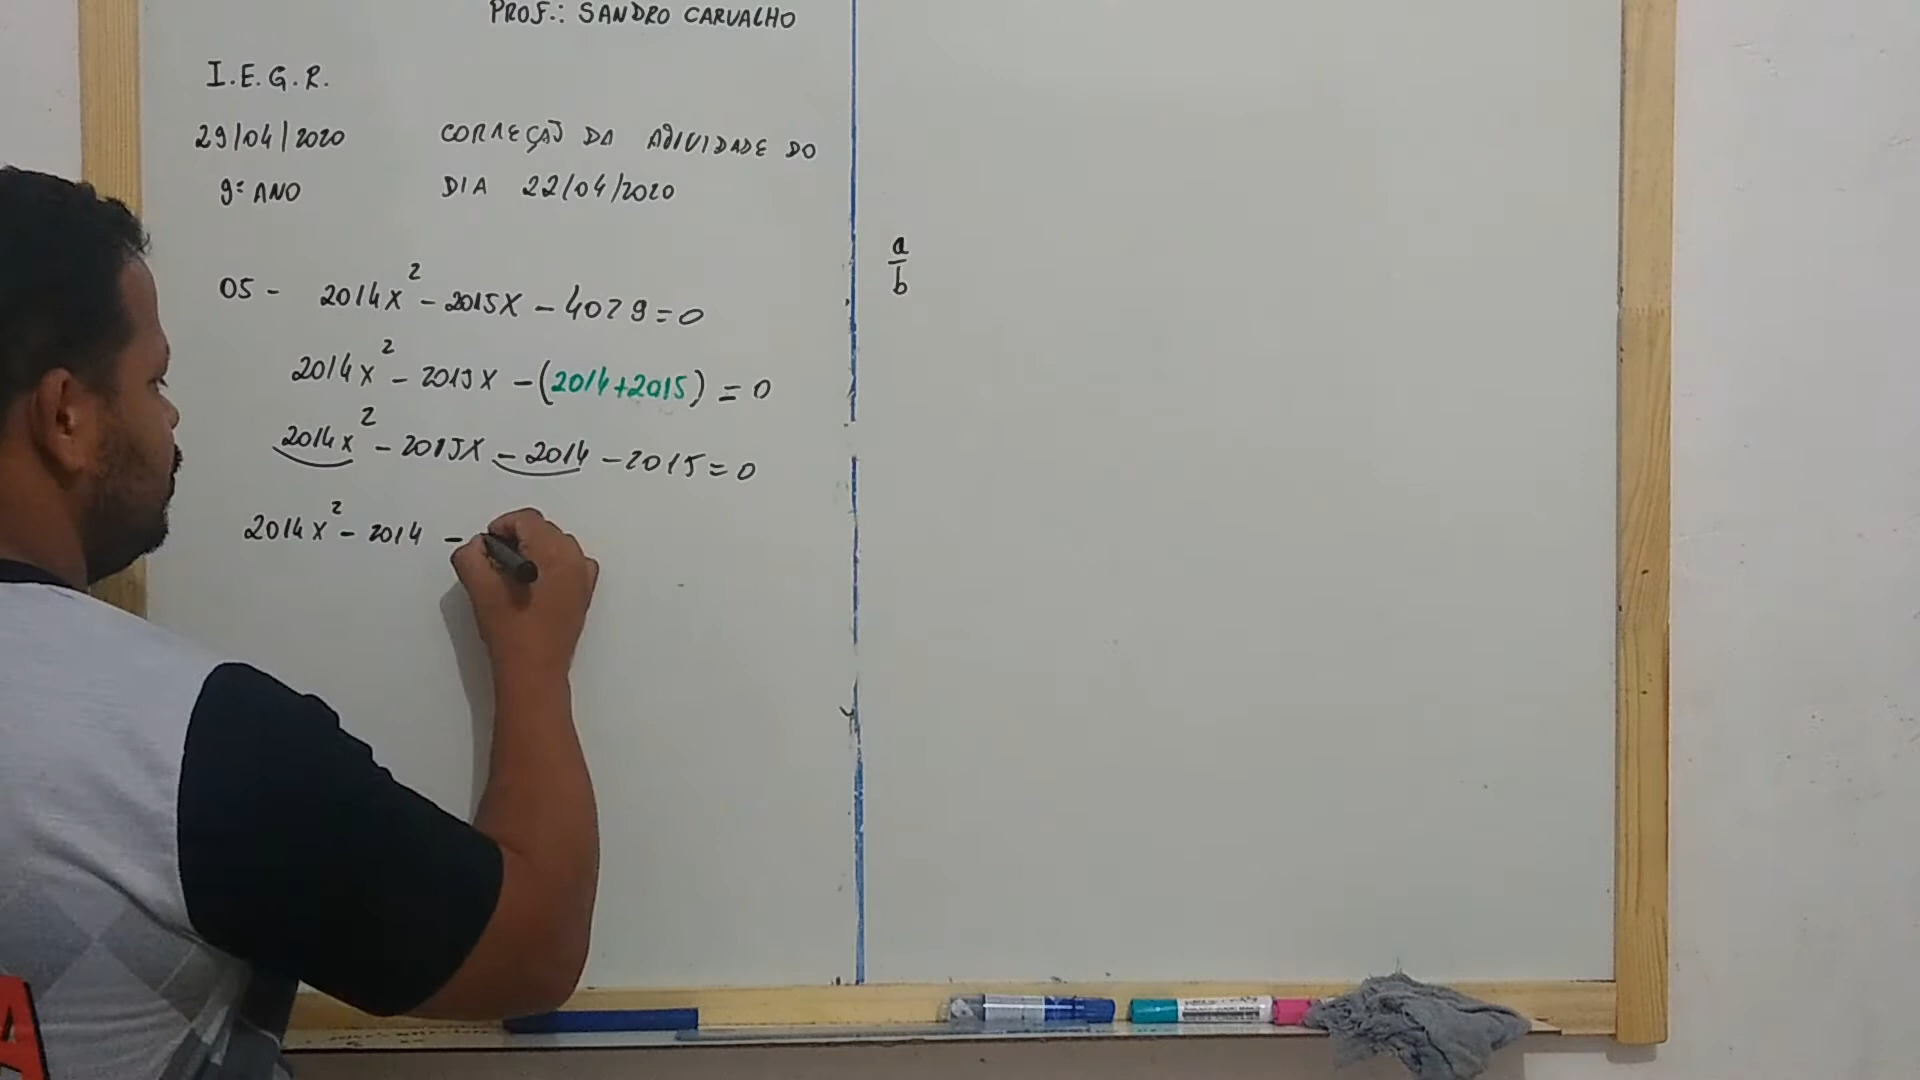 PROF.: SANDRO CARVALHO
I.E.G.R.
29/04/2020
9º ANO
CORREÇÃO DA ATIVIDADE DO
DIA 22/04/2020
05 - 2014x² - 2015x - 4029 = 0
2014x² - 2015x - (2014+2015) = 0
2014x² - 2015x - 2014 - 2015 = 0
2014x² - 2014 -
a
b
A